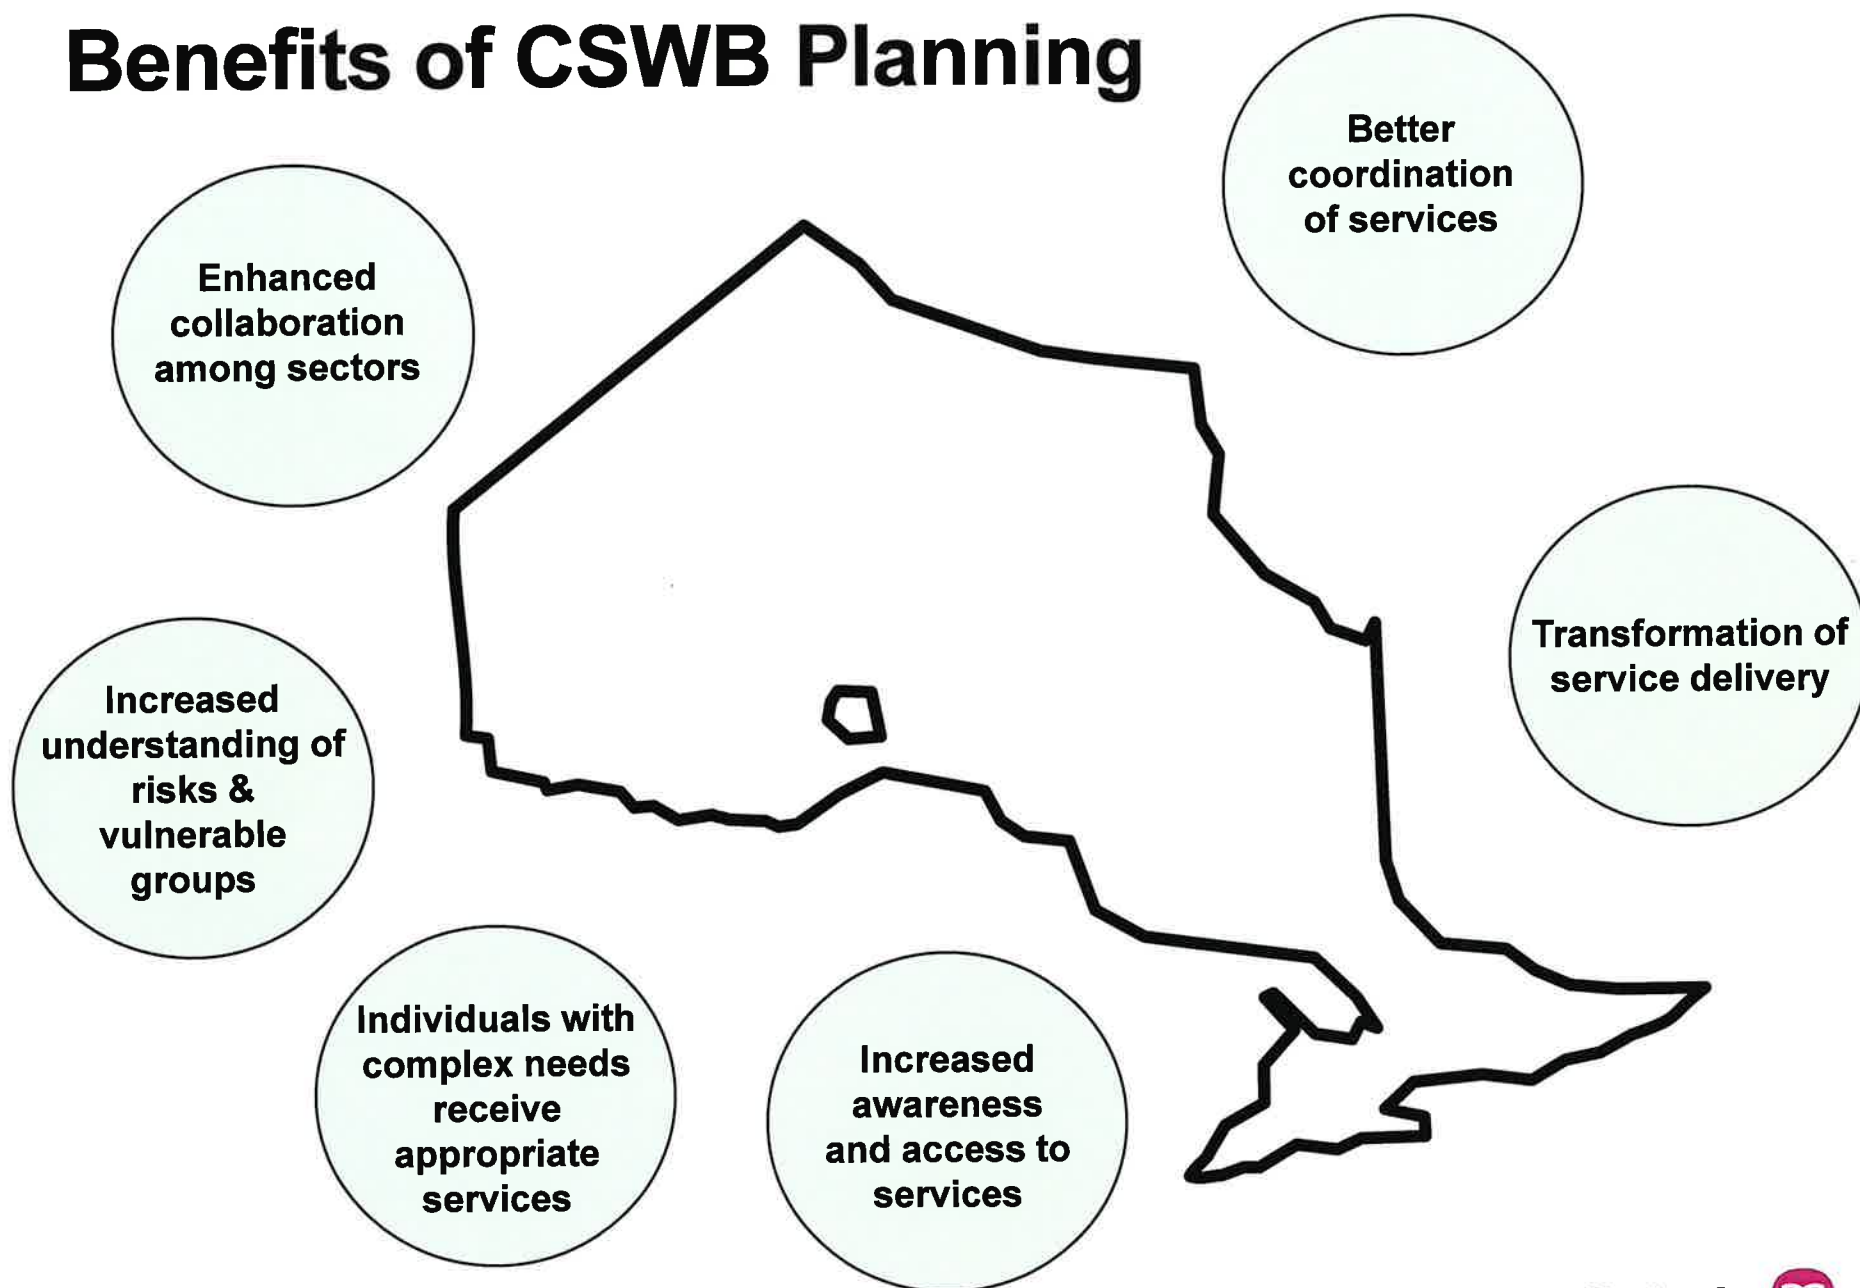 Benefits of CSWB Planning
Better
coordination
of services
Enhanced
collaboration
among sectors
Transformation of
service delivery
Increased
understanding of
risks &
vulnerable
groups
Individuals with
complex needs
receive
appropriate
services
Increased
awareness
and access to
services